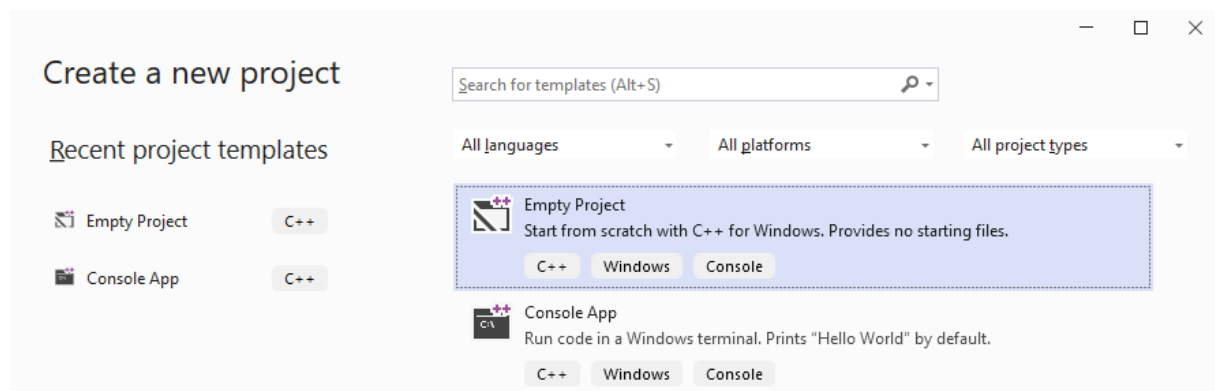 Create a new project
Search for templates (Alt+S)
Recent project templates
All languages
All platforms
All project types
Empty Project
C++
Console App
C++
Empty Project
Start from scratch with C++ for Windows. Provides no starting files.
C++ Windows Console
C:\
Console App
Run code in a Windows terminal. Prints “Hello World” by default.
C++ Windows Console